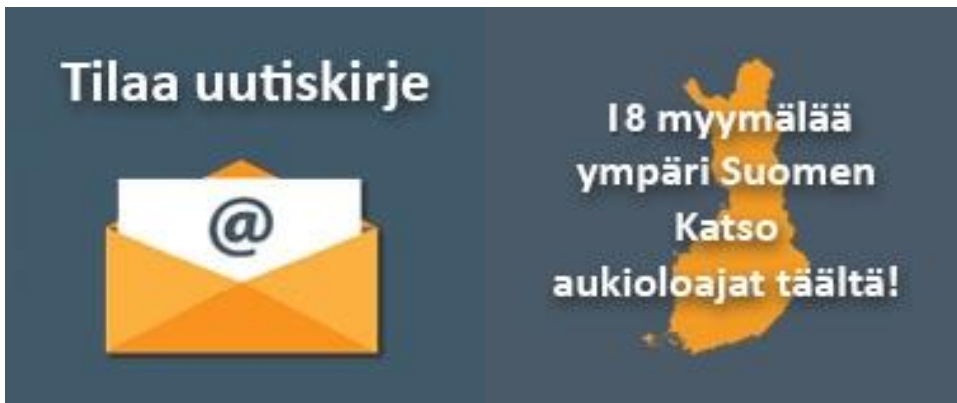 Tilaa uutiskirje
@
18 myymälää
ympäri Suomen
Katso
aukioloajat täältä!